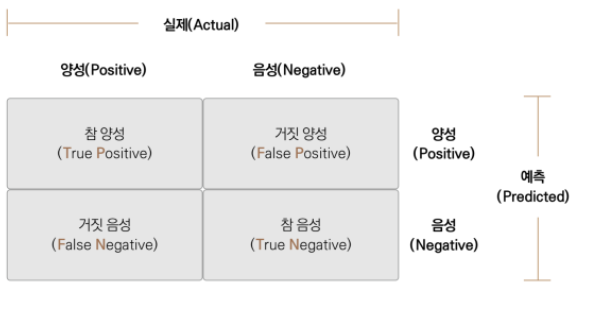 실제(Actual)
양성(Positive)
음성(Negative)
참 양성
(True Positive)
거짓 양성
(False Positive)
양성
(Positive)
예측
(Predicted)
거짓 음성
(False Negative)
참 음성
(True Negative)
음성
(Negative)